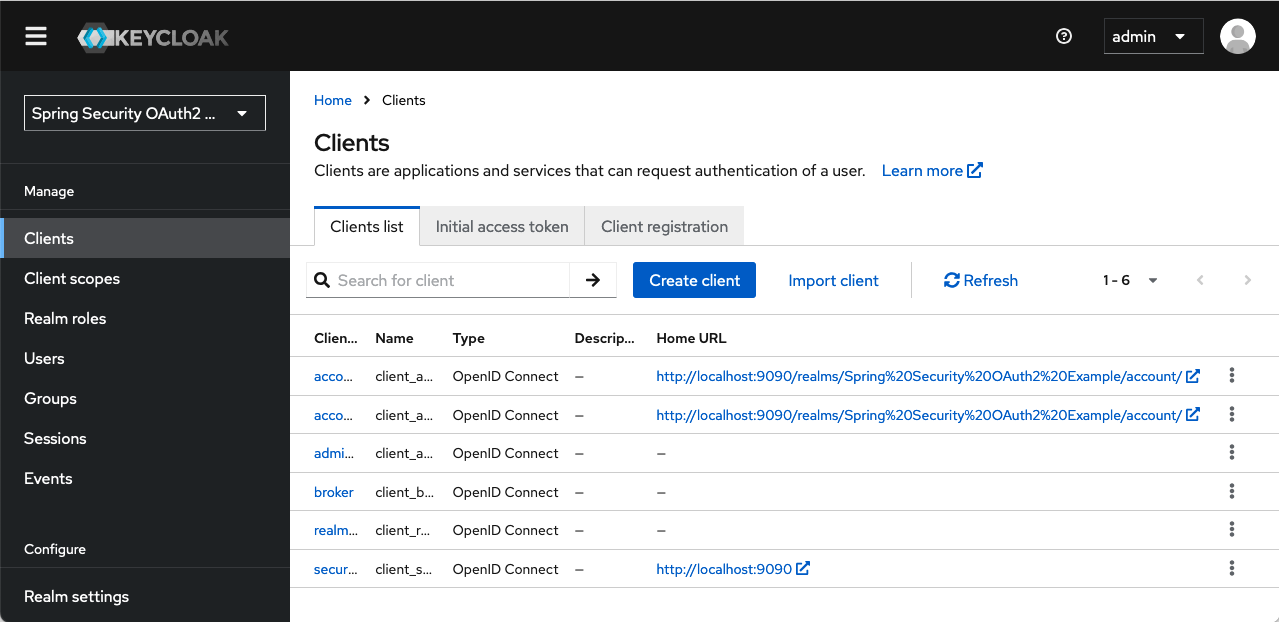 KEYCLOAK
admin
Spring Security OAuth2 ...
Manage
Clients
Client scopes
Realm roles
Users
Groups
Sessions
Events
Configure
Realm settings
Home > Clients
Clients
Clients are applications and services that can request authentication of a user. Learn more
Clients list Initial access token Client registration
Search for client Create client Import client Refresh 1 - 6
Clien... Name Type Descrip... Home URL
acco... client_a... OpenID Connect – http://localhost:9090/realms/Spring%20Security%20OAuth2%20Example/account/
acco... client_a... OpenID Connect – http://localhost:9090/realms/Spring%20Security%20OAuth2%20Example/account/
admi... client_a... OpenID Connect – –
broker client_b... OpenID Connect – –
realm... client_r... OpenID Connect – –
secur... client_s... OpenID Connect – http://localhost:9090